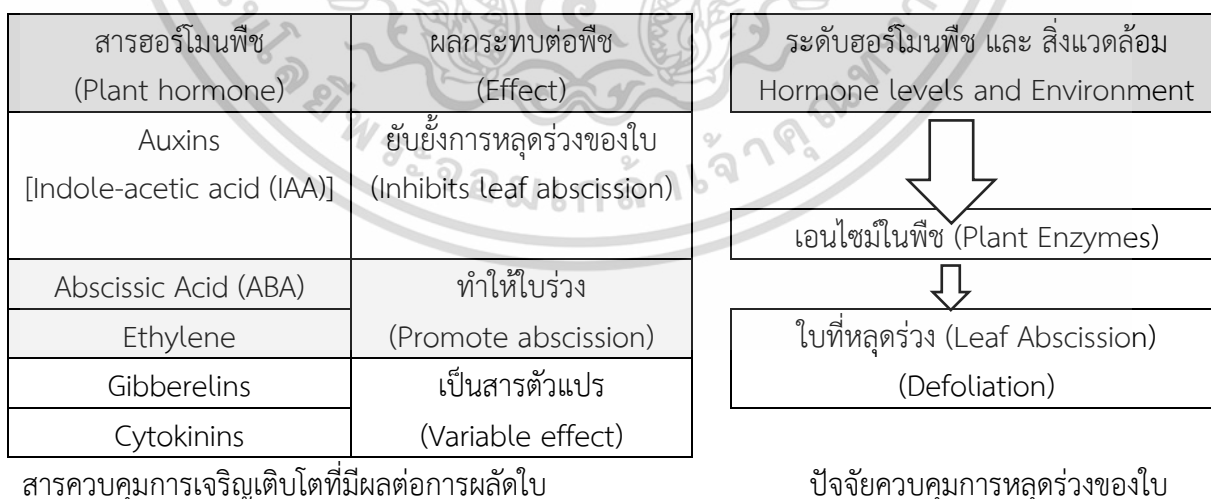 สารฮอร์โมนพืช
(Plant hormone)
ผลกระทบต่อพืช
(Effect)
Auxins
[Indole-acetic acid (IAA)]
ยับยั้งการหลุดร่วงของใบ
(Inhibits leaf abscission)
Abscissic Acid (ABA)
Ethylene
ทำให้ใบร่วง
(Promote abscission)
Gibberelins
Cytokinins
เป็นสารตัวแปร
(Variable effect)
สารควบคุมการเจริญเติบโตที่มีผลต่อการผลัดใบ
ระดับฮอร์โมนพืช และ สิ่งแวดล้อม
Hormone levels and Environment
เอนไซม์ในพืช (Plant Enzymes)
ใบที่หลุดร่วง (Leaf Abscission)
(Defoliation)
ปัจจัยควบคุมการหลุดร่วงของใบ